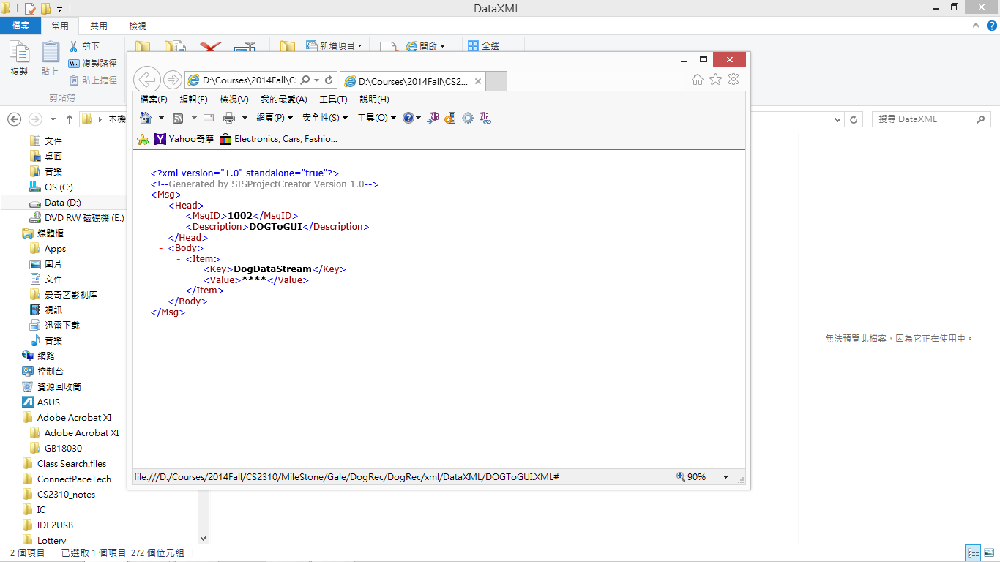 DataXML
檔案 常用 共用 檢視
複製 貼上 剪下 複製路徑 貼上捷徑 新增項目 開啟 全選
剪貼簿
本機
搜尋 DataXML
D:\Courses\2014Fall\CS
D:\Courses\2014Fall\CS2...
檔案(F) 編輯(E) 檢視(V) 我的最愛(A) 工具(T) 說明(H)
網頁(P) 安全性(S) 工具(O)
Yahoo奇摩 Electronics, Cars, Fashio...
<?xml version="1.0" standalone="true"?>
<!--Generated by SISProjectCreator Version 1.0-->
- <Msg>
- <Head>
<MsgID>1002</MsgID>
<Description>DOGToGUI</Description>
</Head>
- <Body>
- <Item>
<Key>DogDataStream</Key>
<Value>****</Value>
</Item>
</Body>
</Msg>
file:///D:/Courses/2014Fall/CS2310/MileStone/Gale/DogRec/DogRec/xml/DataXML/DOGToGUI.XML#
90%
文件
桌面
音樂
OS (C:)
Data (D:)
DVD RW 磁碟機 (E:)
媒體櫃
Apps
圖片
文件
爱奇艺影视库
視訊
迅雷下载
音樂
網路
控制台
資源回收筒
ASUS
Adobe Acrobat XI
Adobe Acrobat XI
GB18030
Class Search.files
ConnectPaceTech
CS2310_notes
IC
IDE2USB
Lottery
無法預覽此檔案，因為它正在使用中。
2 個項目 已選取 1 個項目 272 個位元組